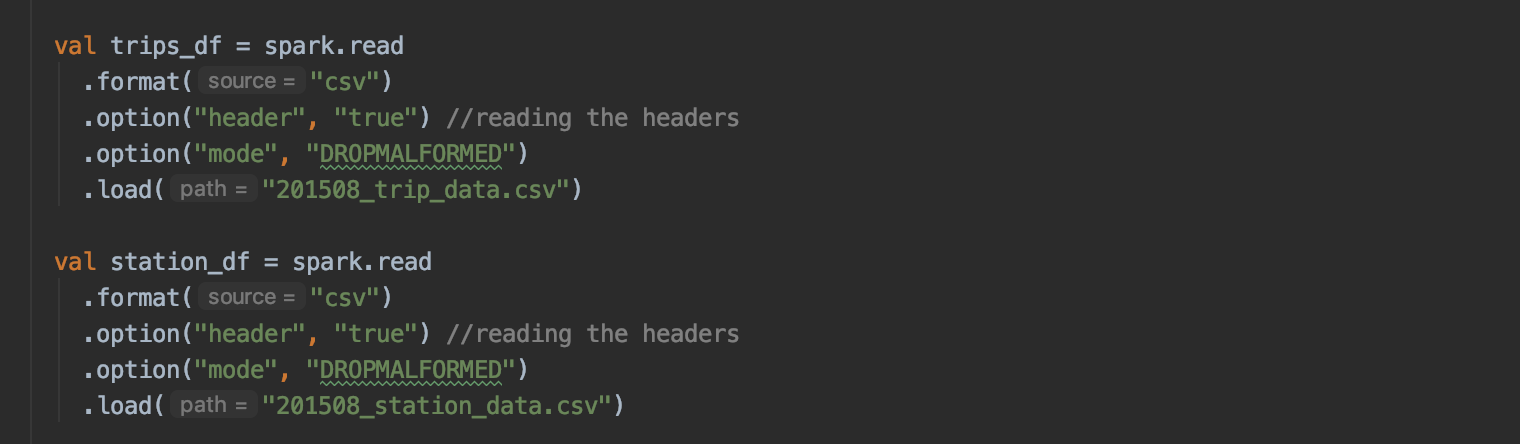 val trips_df = spark.read
.format( source = "csv")
.option("header", "true") //reading the headers
.option("mode", "DROPMALFORMED")
.load( path = "201508_trip_data.csv")
val station_df = spark.read
.format( source = "csv")
.option("header", "true") //reading the headers
.option("mode", "DROPMALFORMED")
.load( path = "201508_station_data.csv")